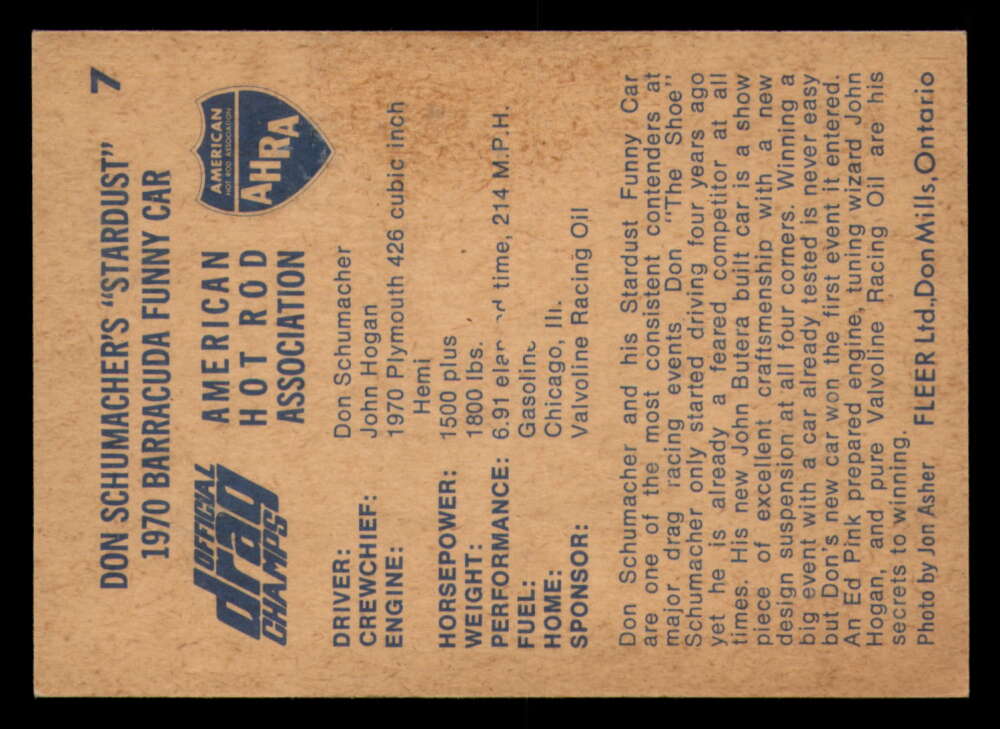 DON SCHUMACHER'S "STARDUST" 7
1970 BARRACUDA FUNNY CAR
OFFICIAL
drag
CHAMPS
AMERICAN
HOT ROD
ASSOCIATION
AMERICAN
HOT ROD ASSOCIATION
AHRA
DRIVER: Don Schumacher
CREWCHIEF: John Hogan
ENGINE: 1970 Plymouth 426 cubic inch
Hemi
HORSEPOWER: 1500 plus
WEIGHT: 1800 lbs.
PERFORMANCE: 6.91 time, 214 M.P.H.
FUEL: Gasoline
HOME: Chicago, Ill.
SPONSOR: Valvoline Racing Oil
Don Schumacher and his Stardust Funny Car
are one of the most consistent contenders at
major drag racing events. Don "The Shoe"
Schumacher only started driving four years ago
yet he is already a feared competitor at all
times. His new John Butera built car is a show
piece of excellent craftsmenship with a new
design suspension at all four corners. Winning a
big event with a car already tested is never easy
but Don's new car won the first event it entered.
An Ed Pink prepared engine, tuning wizard John
Hogan, and pure Valvoline Racing Oil are his
secrets to winning.
Photo by Jon Asher FLEER Ltd., Don Mills, Ontario